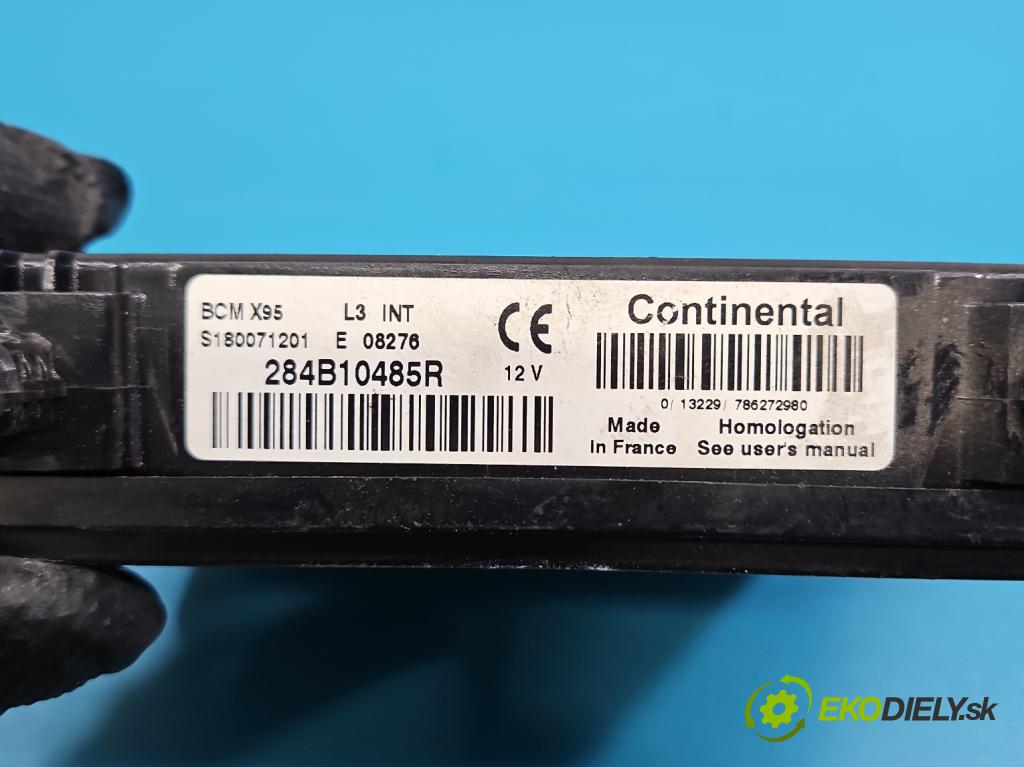 BCM X95 L3 INT
S180071201 E 08276
284B10485R
CE
12 V
Continental
0/ 13229/ 786272980
Made
In France
Homologation
See user's manual
EKODIELY.sk